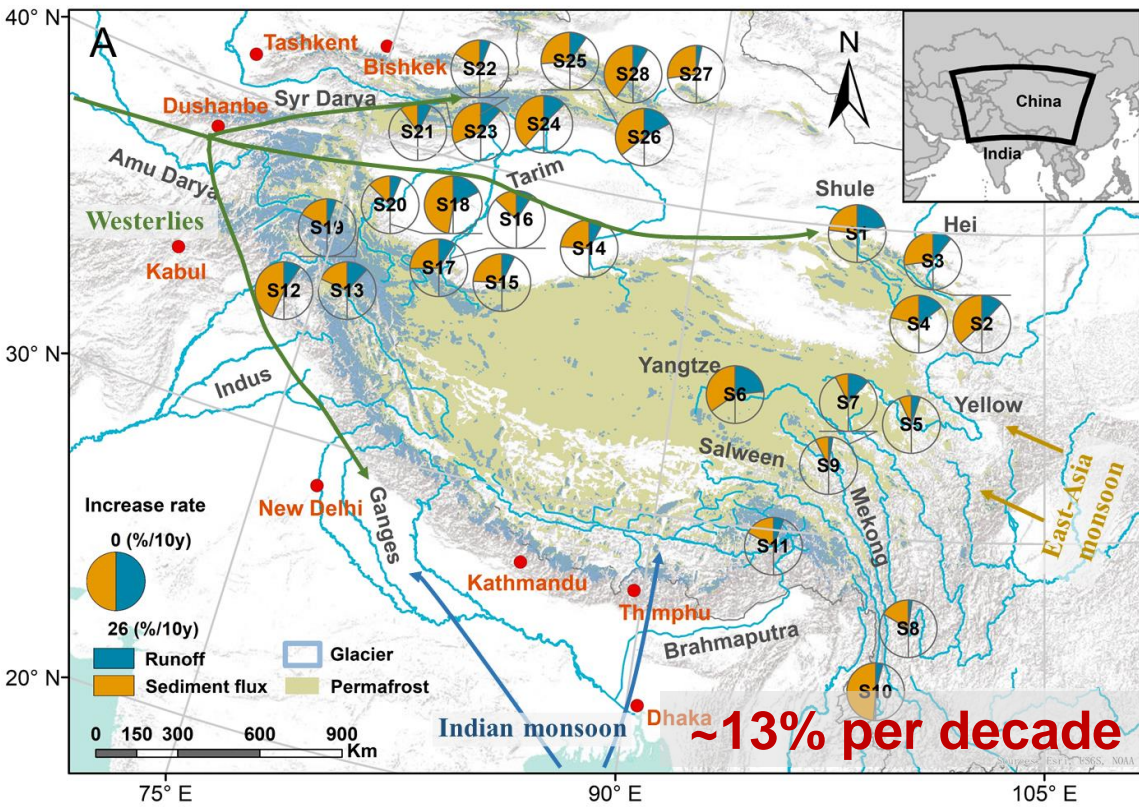 A
40° N
30° N
20° N
75° E
90° E
105° E
N
China
India
Tashkent
Bishkek
Dushanbe
Syr Darya
Amu Darya
Westerlies
Kabul
Tarim
Shule
Hei
S22
S25
S28
S27
S21
S23
S24
S26
S20
S18
S16
S14
S19
S17
S15
S12
S13
S1
S3
S4
S2
Yangtze
S6
S7
S5
Yellow
Indus
Salween
S9
Mekong
East-Asia
monsoon
New Delhi
Ganges
S11
Kathmandu
Thimphu
Brahmaputra
S8
S10
Dhaka
Indian monsoon
Increase rate
0 (%/10y)
26 (%/10y)
Runoff
Sediment flux
Glacier
Permafrost
0 150 300 600 900
Km
~13% per decade
Sources: Esri, USGS, NOAA